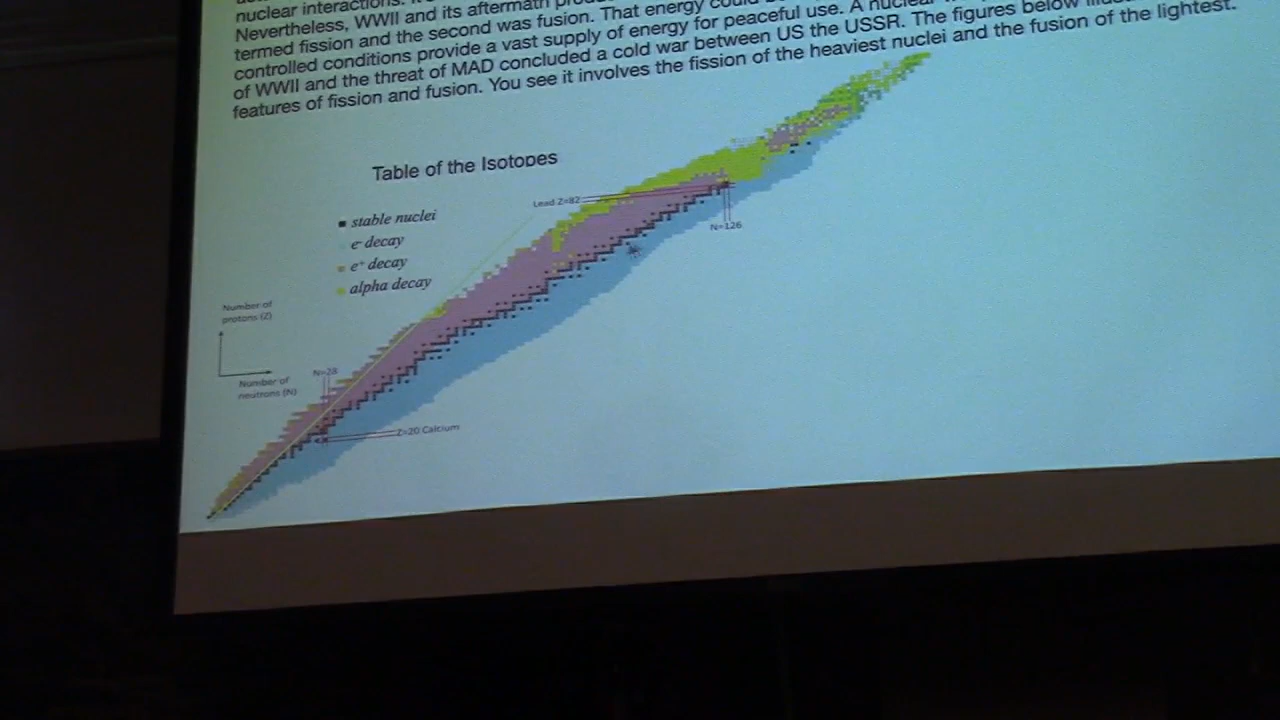 nuclear interactions.
Nevertheless, WWII and its aftermath
termed fission and the second was fusion. That energy could
controlled conditions provide a vast supply of energy for peaceful use. A nuclear
of WWII and the threat of MAD concluded a cold war between US the USSR. The figures below
features of fission and fusion. You see it involves the fission of the heaviest nuclei and the fusion of the lightest.
Table of the Isotopes
stable nuclei
e⁻ decay
e⁺ decay
alpha decay
Lead Z=82
N=126
Number of
protons (Z)
Number of
neutrons (N)
N=28
Z=20 Calcium